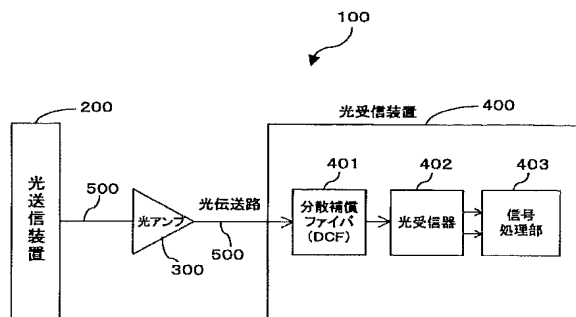 100
200
光受信装置
400
光送信装置
500
光アンプ
300
光伝送路
500
401
分散補償
ファイバ
(DCF)
402
光受信器
403
信号
処理部